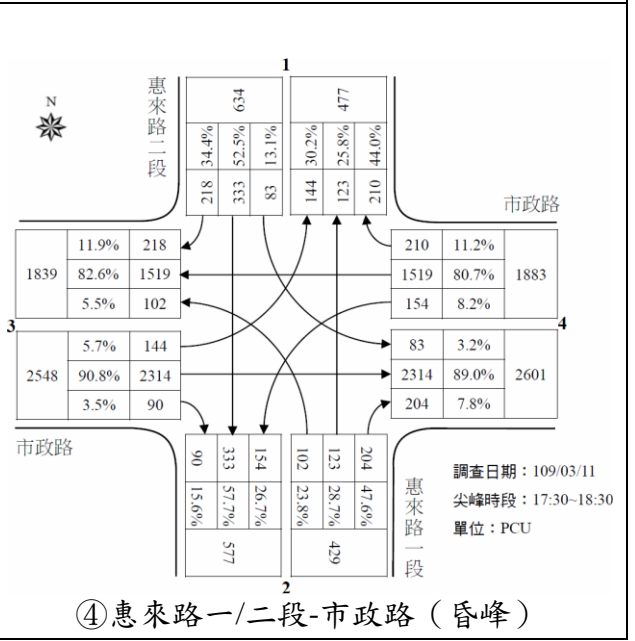 1
N
惠來路二段
634
477
34.4% 52.5% 13.1%
30.2% 25.8% 44.0%
218 333 83
144 123 210
市政路
11.9% 218
1839 82.6% 1519
5.5% 102
210 11.2%
1519 80.7% 1883
154 8.2%
3
4
5.7% 144
2548 90.8% 2314
3.5% 90
83 3.2%
2314 89.0% 2601
204 7.8%
市政路
90 333 154
102 123 204
15.6% 57.7% 26.7%
23.8% 28.7% 47.6%
577
429
惠來路一段
調查日期：109/03/11
尖峰時段：17:30~18:30
單位：PCU
2
④惠來路一/二段-市政路（昏峰）